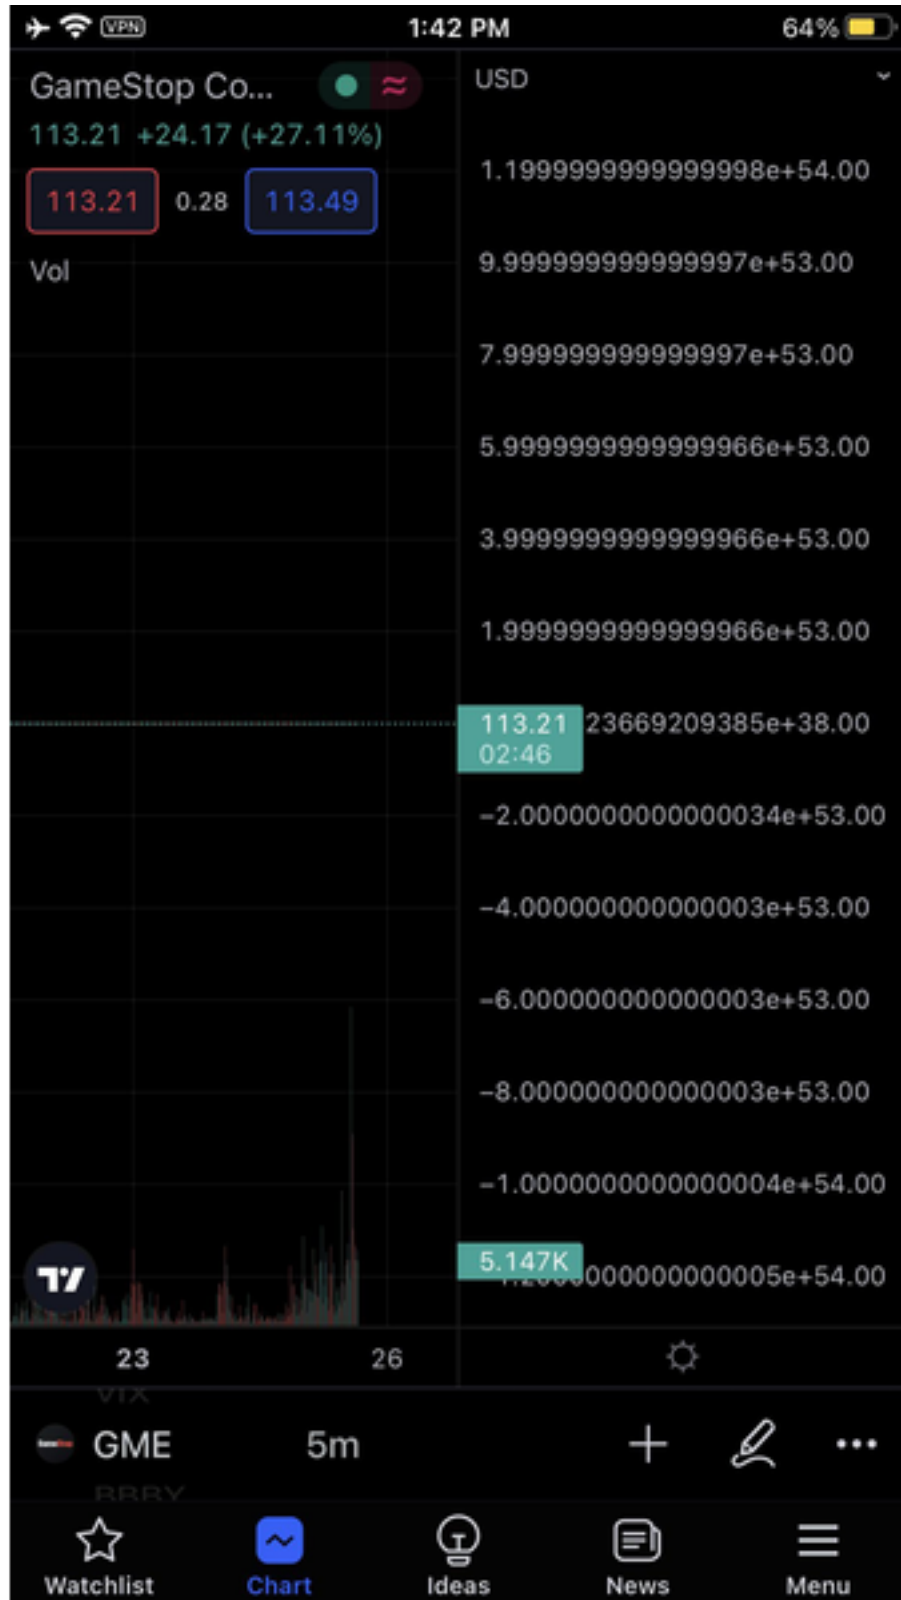 VPN 1:42 PM 64%
GameStop Co...
113.21 +24.17 (+27.11%)
113.21 0.28 113.49
Vol
USD
1.1999999999999998e+54.00
9.999999999999997e+53.00
7.999999999999997e+53.00
5.9999999999999966e+53.00
3.9999999999999966e+53.00
1.9999999999999966e+53.00
113.21 23669209385e+38.00
02:46
−2.0000000000000034e+53.00
−4.000000000000003e+53.00
−6.000000000000003e+53.00
−8.000000000000003e+53.00
−1.0000000000000004e+54.00
5.147K
000000000000005e+54.00
23 26
VIX
GME 5m
BBBY
Watchlist Chart Ideas News Menu